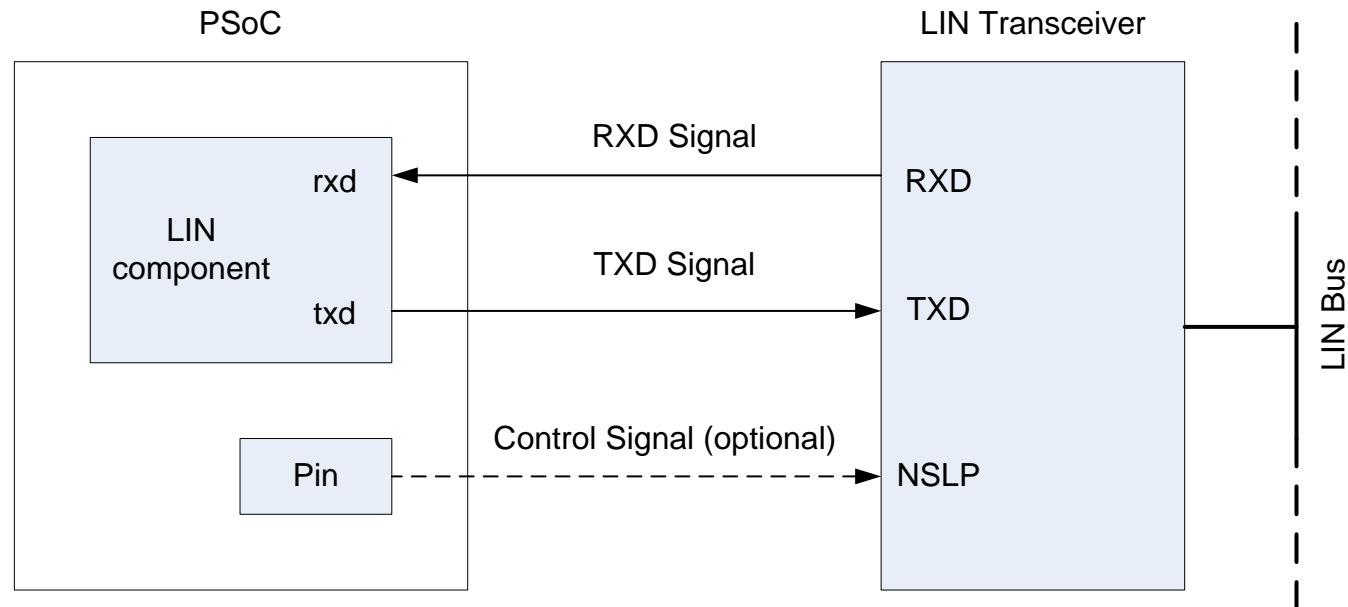 PSoC
LIN Transceiver
RXD Signal
rxd
RXD
LIN
component
TXD Signal
txd
TXD
LIN Bus
Control Signal (optional)
Pin
NSLP